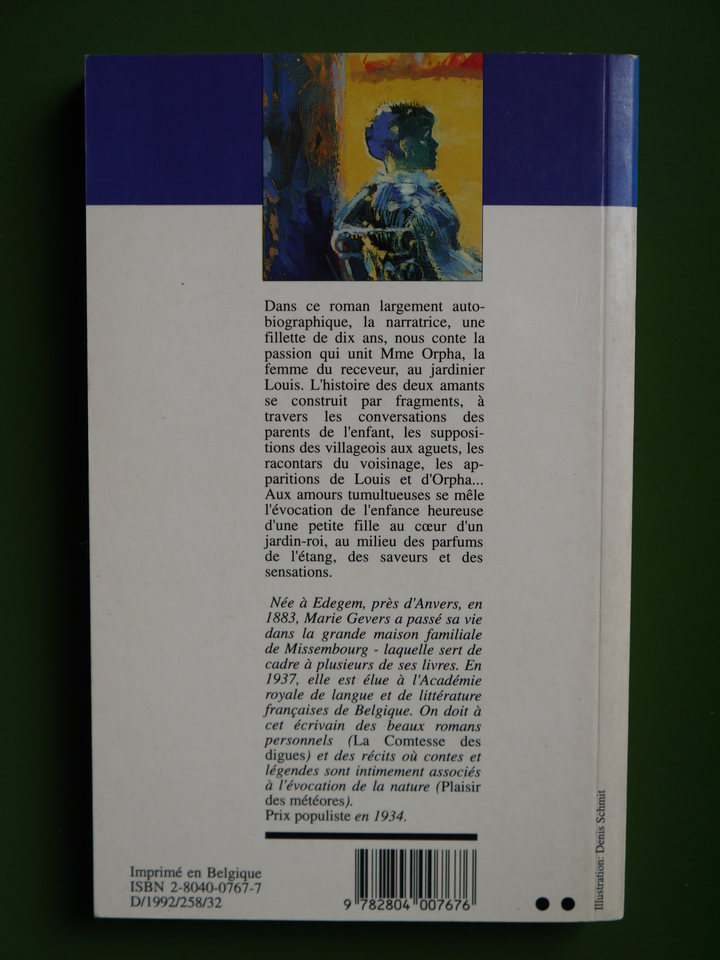 Dans ce roman largement auto-
biographique, la narratrice, une
fillette de dix ans, nous conte la
passion qui unit Mme Orpha, la
femme du receveur, au jardinier
Louis. L'histoire des deux amants
se construit par fragments, à
travers les conversations des
parents de l'enfant, les supposi-
tions des villageois aux aguets, les
racontars du voisinage, les ap-
paritions de Louis et d'Orpha...
Aux amours tumultueuses se mêle
l'évocation de l'enfance heureuse
d'une petite fille au cœur d'un
jardin-roi, au milieu des parfums
de l'étang, des saveurs et des
sensations.
Née à Edegem, près d'Anvers, en
1883, Marie Gevers a passé sa vie
dans la grande maison familiale
de Missembourg - laquelle sert de
cadre à plusieurs de ses livres. En
1937, elle est élue à l'Académie
royale de langue et de littérature
françaises de Belgique. On doit à
cet écrivain des beaux romans
personnels (La Comtesse des
digues) et des récits où contes et
légendes sont intimement associés
à l'évocation de la nature (Plaisir
des météores).
Prix populiste en 1934.
Imprimé en Belgique
ISBN 2-8040-0767-7
D/1992/258/32
9 782804 007676
Illustration: Denis Schmit